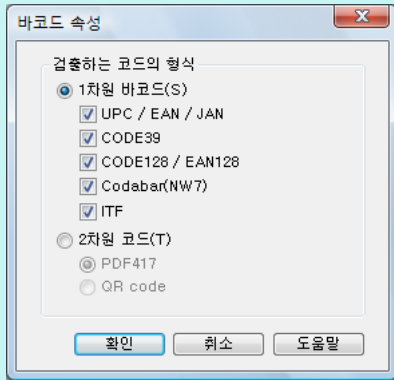 바코드 속성
검출하는 코드의 형식
1차원 바코드(S)
UPC / EAN / JAN
CODE39
CODE128 / EAN128
Codabar(NW7)
ITF
2차원 코드(T)
PDF417
QR code
확인 취소 도움말